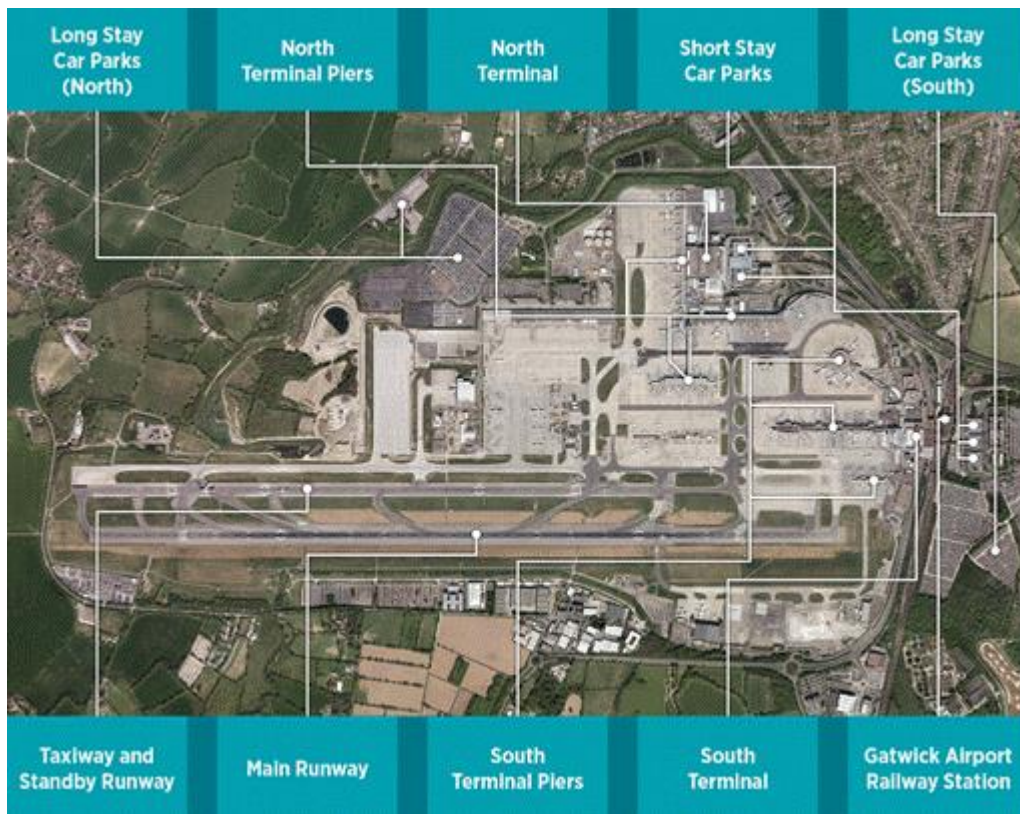 Long Stay
Car Parks
(North)
North
Terminal Piers
North
Terminal
Short Stay
Car Parks
Long Stay
Car Parks
(South)
Taxiway and
Standby Runway
Main Runway
South
Terminal Piers
South
Terminal
Gatwick Airport
Railway Station